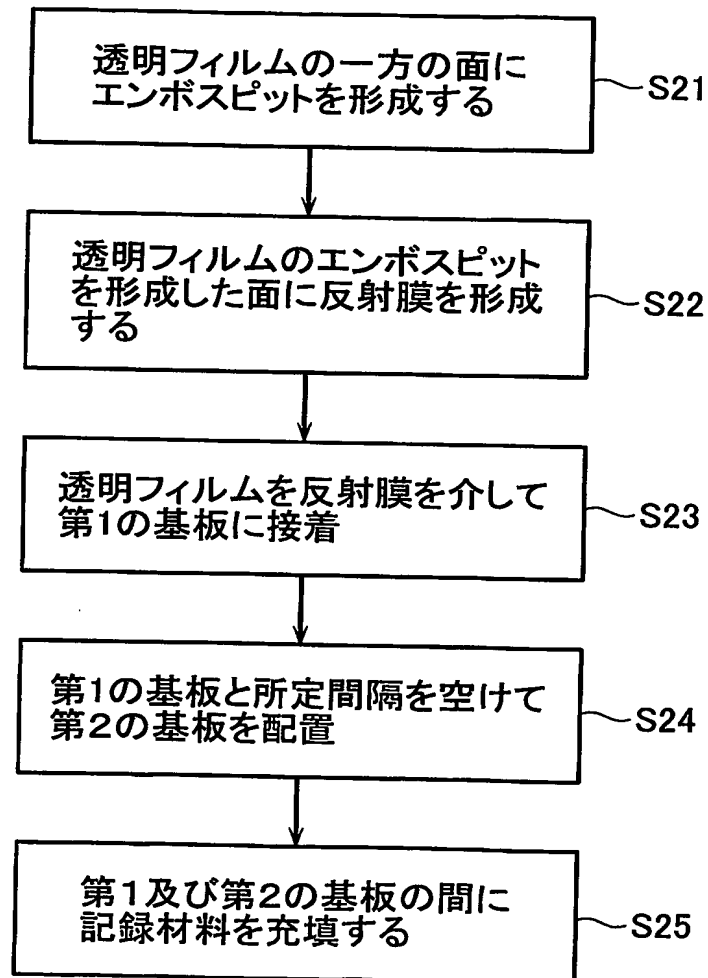 透明フィルムの一方の面に
エンボスピットを形成する
S21
透明フィルムのエンボスピット
を形成した面に反射膜を形成
する
S22
透明フィルムを反射膜を介して
第1の基板に接着
S23
第1の基板と所定間隔を空けて
第2の基板を配置
S24
第1及び第2の基板の間に
記録材料を充填する
S25